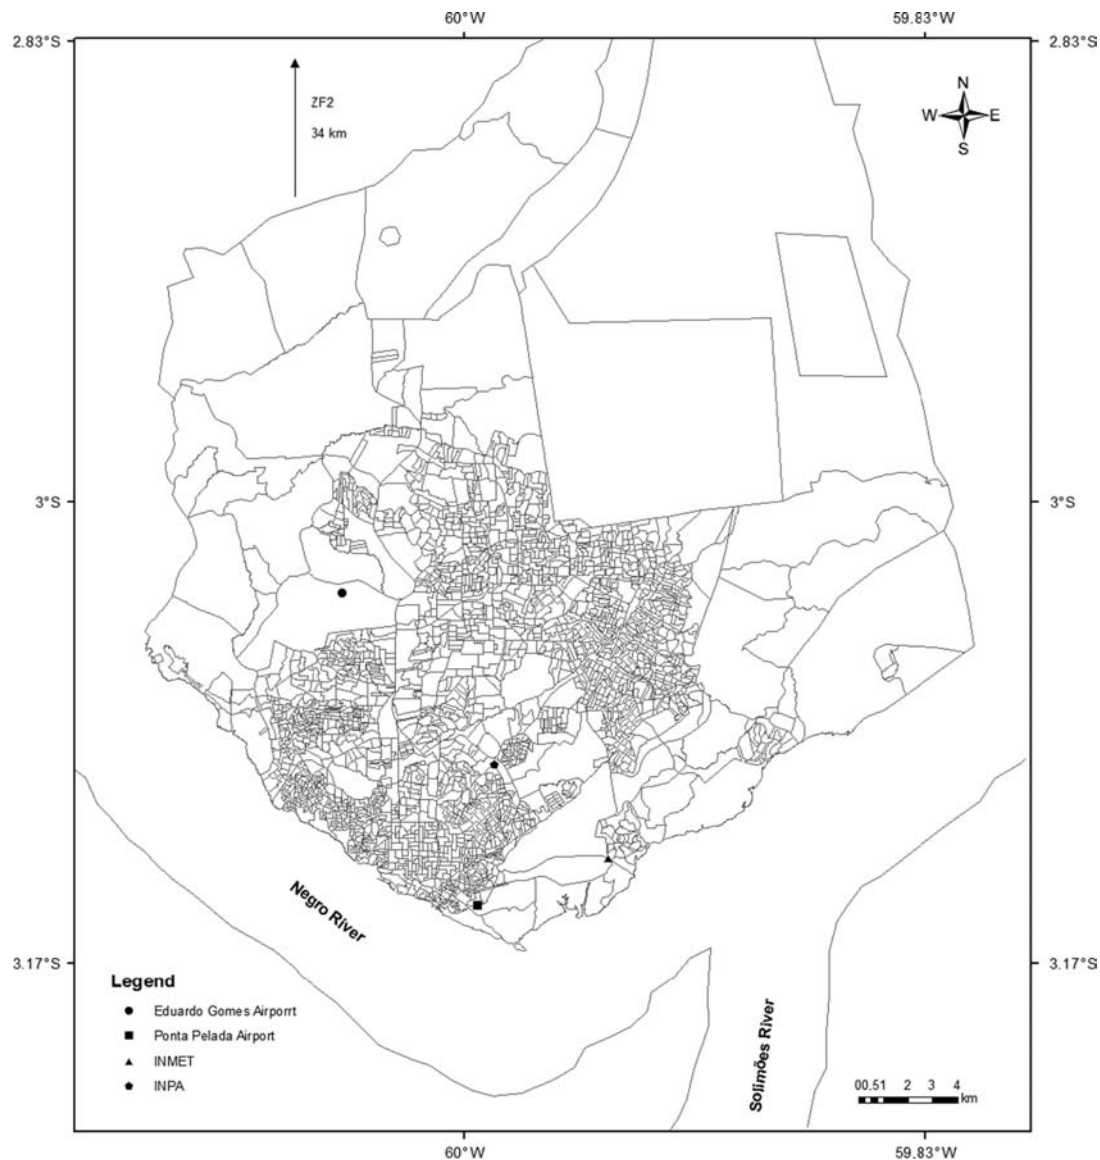 60°W 59.83°W
2.83°S 2.83°S
ZF2
34 km
N
W E
S
3°S 3°S
Negro River
3.17°S 3.17°S
Legend
Eduardo Gomes Airporrt
Ponta Pelada Airport
INMET
INPA
Solimões River
00.51 2 3 4
km
60°W 59.83°W